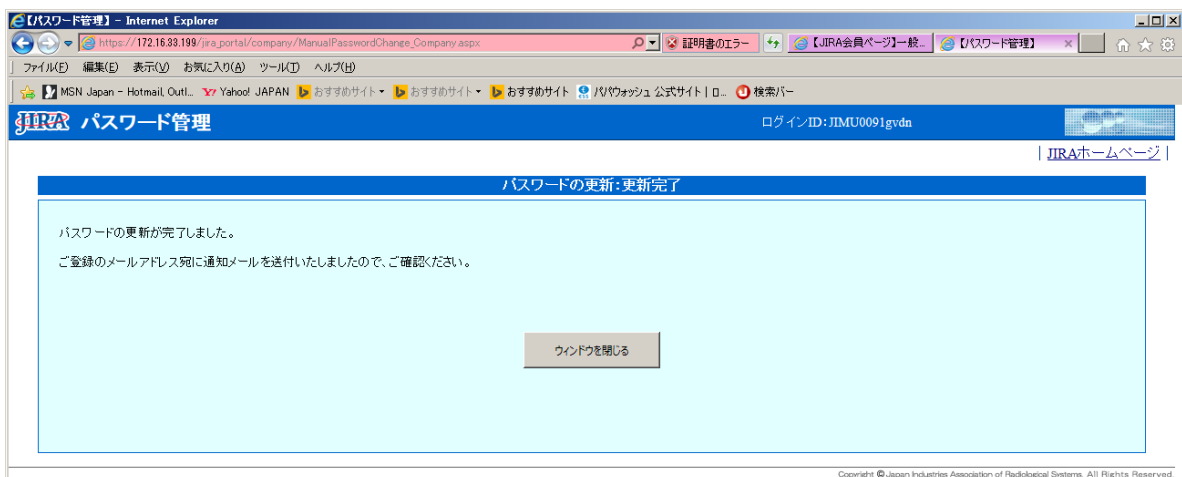 【パスワード管理】 - Internet Explorer
https://172.16.33.199/jira_portal/company/ManualPasswordChange_Company.aspx
証明書のエラー
【JIRA会員ページ】一般...
【パスワード管理】
ファイル(F) 編集(E) 表示(V) お気に入り(A) ツール(T) ヘルプ(H)
MSN Japan - Hotmail, Outl... Yahoo! JAPAN おすすめサイト おすすめサイト おすすめサイト パパウォッシュ 公式サイト | ロ... 検索バー
JIRA パスワード管理 ログインID:JIMU0091gvdn
| JIRAホームページ |
パスワードの更新:更新完了
パスワードの更新が完了しました。
ご登録のメールアドレス宛に通知メールを送付いたしましたので、ご確認ください。
ウィンドウを閉じる
Copyright © Japan Industries Association of Radiological Systems. All Rights Reserved.